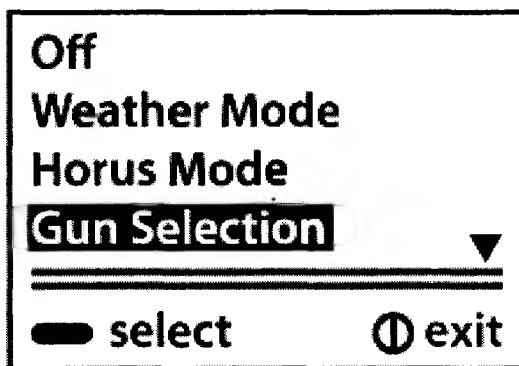 Off
Weather Mode
Horus Mode
Gun Selection
select exit